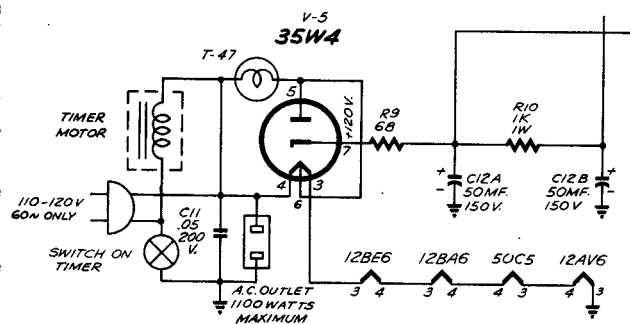 V-5
35W4
T-47
5
TIMER
MOTOR
+120V.
7
R9
68
R10
1K
1W
4
3
6
+
-
C12A
50MF.
150V.
C12B
50MF.
150V
+
-
110-120V
60~ ONLY
C11
.05
200
V.
SWITCH ON
TIMER
A.C. OUTLET
1100 WATTS
MAXIMUM
12BE6
12BA6
50C5
12AV6
3
4
3
4
3
4
4
3